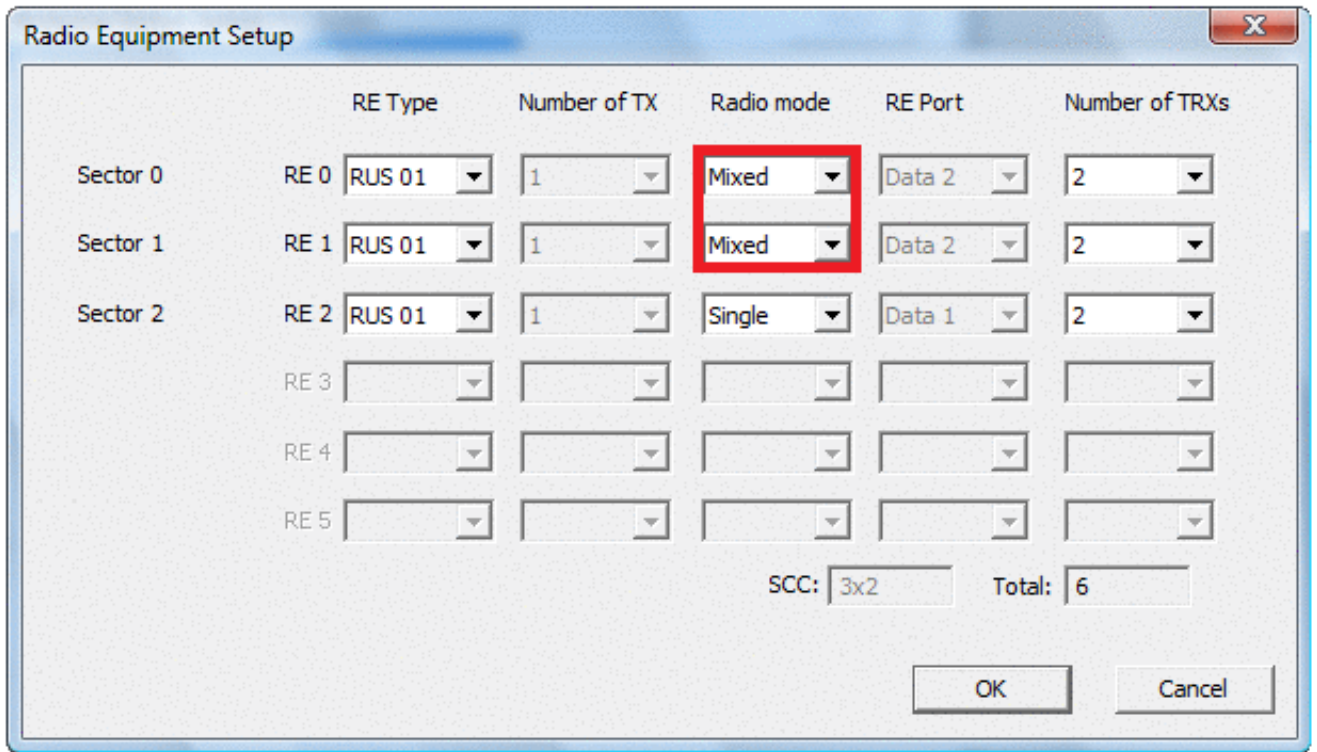 Radio Equipment Setup
RE Type Number of TX Radio mode RE Port Number of TRXs
Sector 0 RE 0 RUS 01 1 Mixed Data 2 2
Sector 1 RE 1 RUS 01 1 Mixed Data 2 2
Sector 2 RE 2 RUS 01 1 Single Data 1 2
RE 3
RE 4
RE 5
SCC: 3x2 Total: 6
OK Cancel